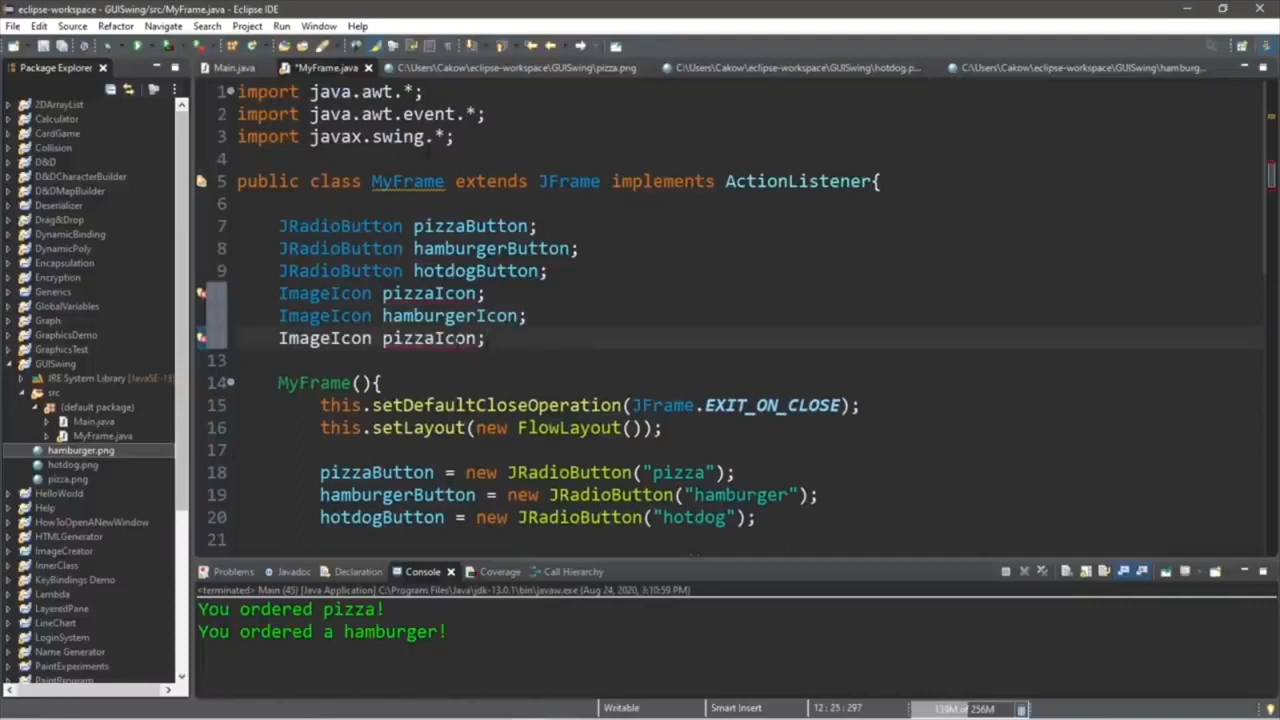 eclipse-workspace - GUISwing/src/MyFrame.java - Eclipse IDE
File Edit Source Refactor Navigate Search Project Run Window Help
Package Explorer
Main.java *MyFrame.java C:\Users\Cakow\eclipse-workspace\GUISwing\pizza.png C:\Users\Cakow\eclipse-workspace\GUISwing\hotdog.p... C:\Users\Cakow\eclipse-workspace\GUISwing\hamburg...
2DArrayList
Calculator
CardGame
Collision
D&D
D&DCharacterBuilder
D&DMapBuilder
Deserializer
Drag&Drop
DynamicBinding
DynamicPoly
Encapsulation
Encryption
Generics
GlobalVariables
Graph
GraphicsDemo
GraphicsTest
GUISwing
JRE System Library [JavaSE-13]
src
(default package)
Main.java
MyFrame.java
hamburger.png
hotdog.png
pizza.png
HelloWorld
Help
HowToOpenANewWindow
HTMLGenerator
ImageCreator
InnerClass
KeyBindings Demo
Lambda
LayeredPane
LineChart
LoginSystem
Name Generator
PaintExperiments
PaintProgram
1 import java.awt.*;
2 import java.awt.event.*;
3 import javax.swing.*;
4
5 public class MyFrame extends JFrame implements ActionListener{
6
7 JRadioButton pizzaButton;
8 JRadioButton hamburgerButton;
9 JRadioButton hotdogButton;
ImageIcon pizzaIcon;
ImageIcon hamburgerIcon;
ImageIcon pizzaIcon;
13
14 MyFrame(){
15 this.setDefaultCloseOperation(JFrame.EXIT_ON_CLOSE);
16 this.setLayout(new FlowLayout());
17
18 pizzaButton = new JRadioButton("pizza");
19 hamburgerButton = new JRadioButton("hamburger");
20 hotdogButton = new JRadioButton("hotdog");
21
Problems Javadoc Declaration Console Coverage Call Hierarchy
<terminated> Main (45) [Java Application] C:\Program Files\Java\jdk-13.0.1\bin\javaw.exe (Aug 24, 2020, 3:10:59 PM)
You ordered pizza!
You ordered a hamburger!
Writable Smart Insert 12 : 25 : 297 139M of 256M